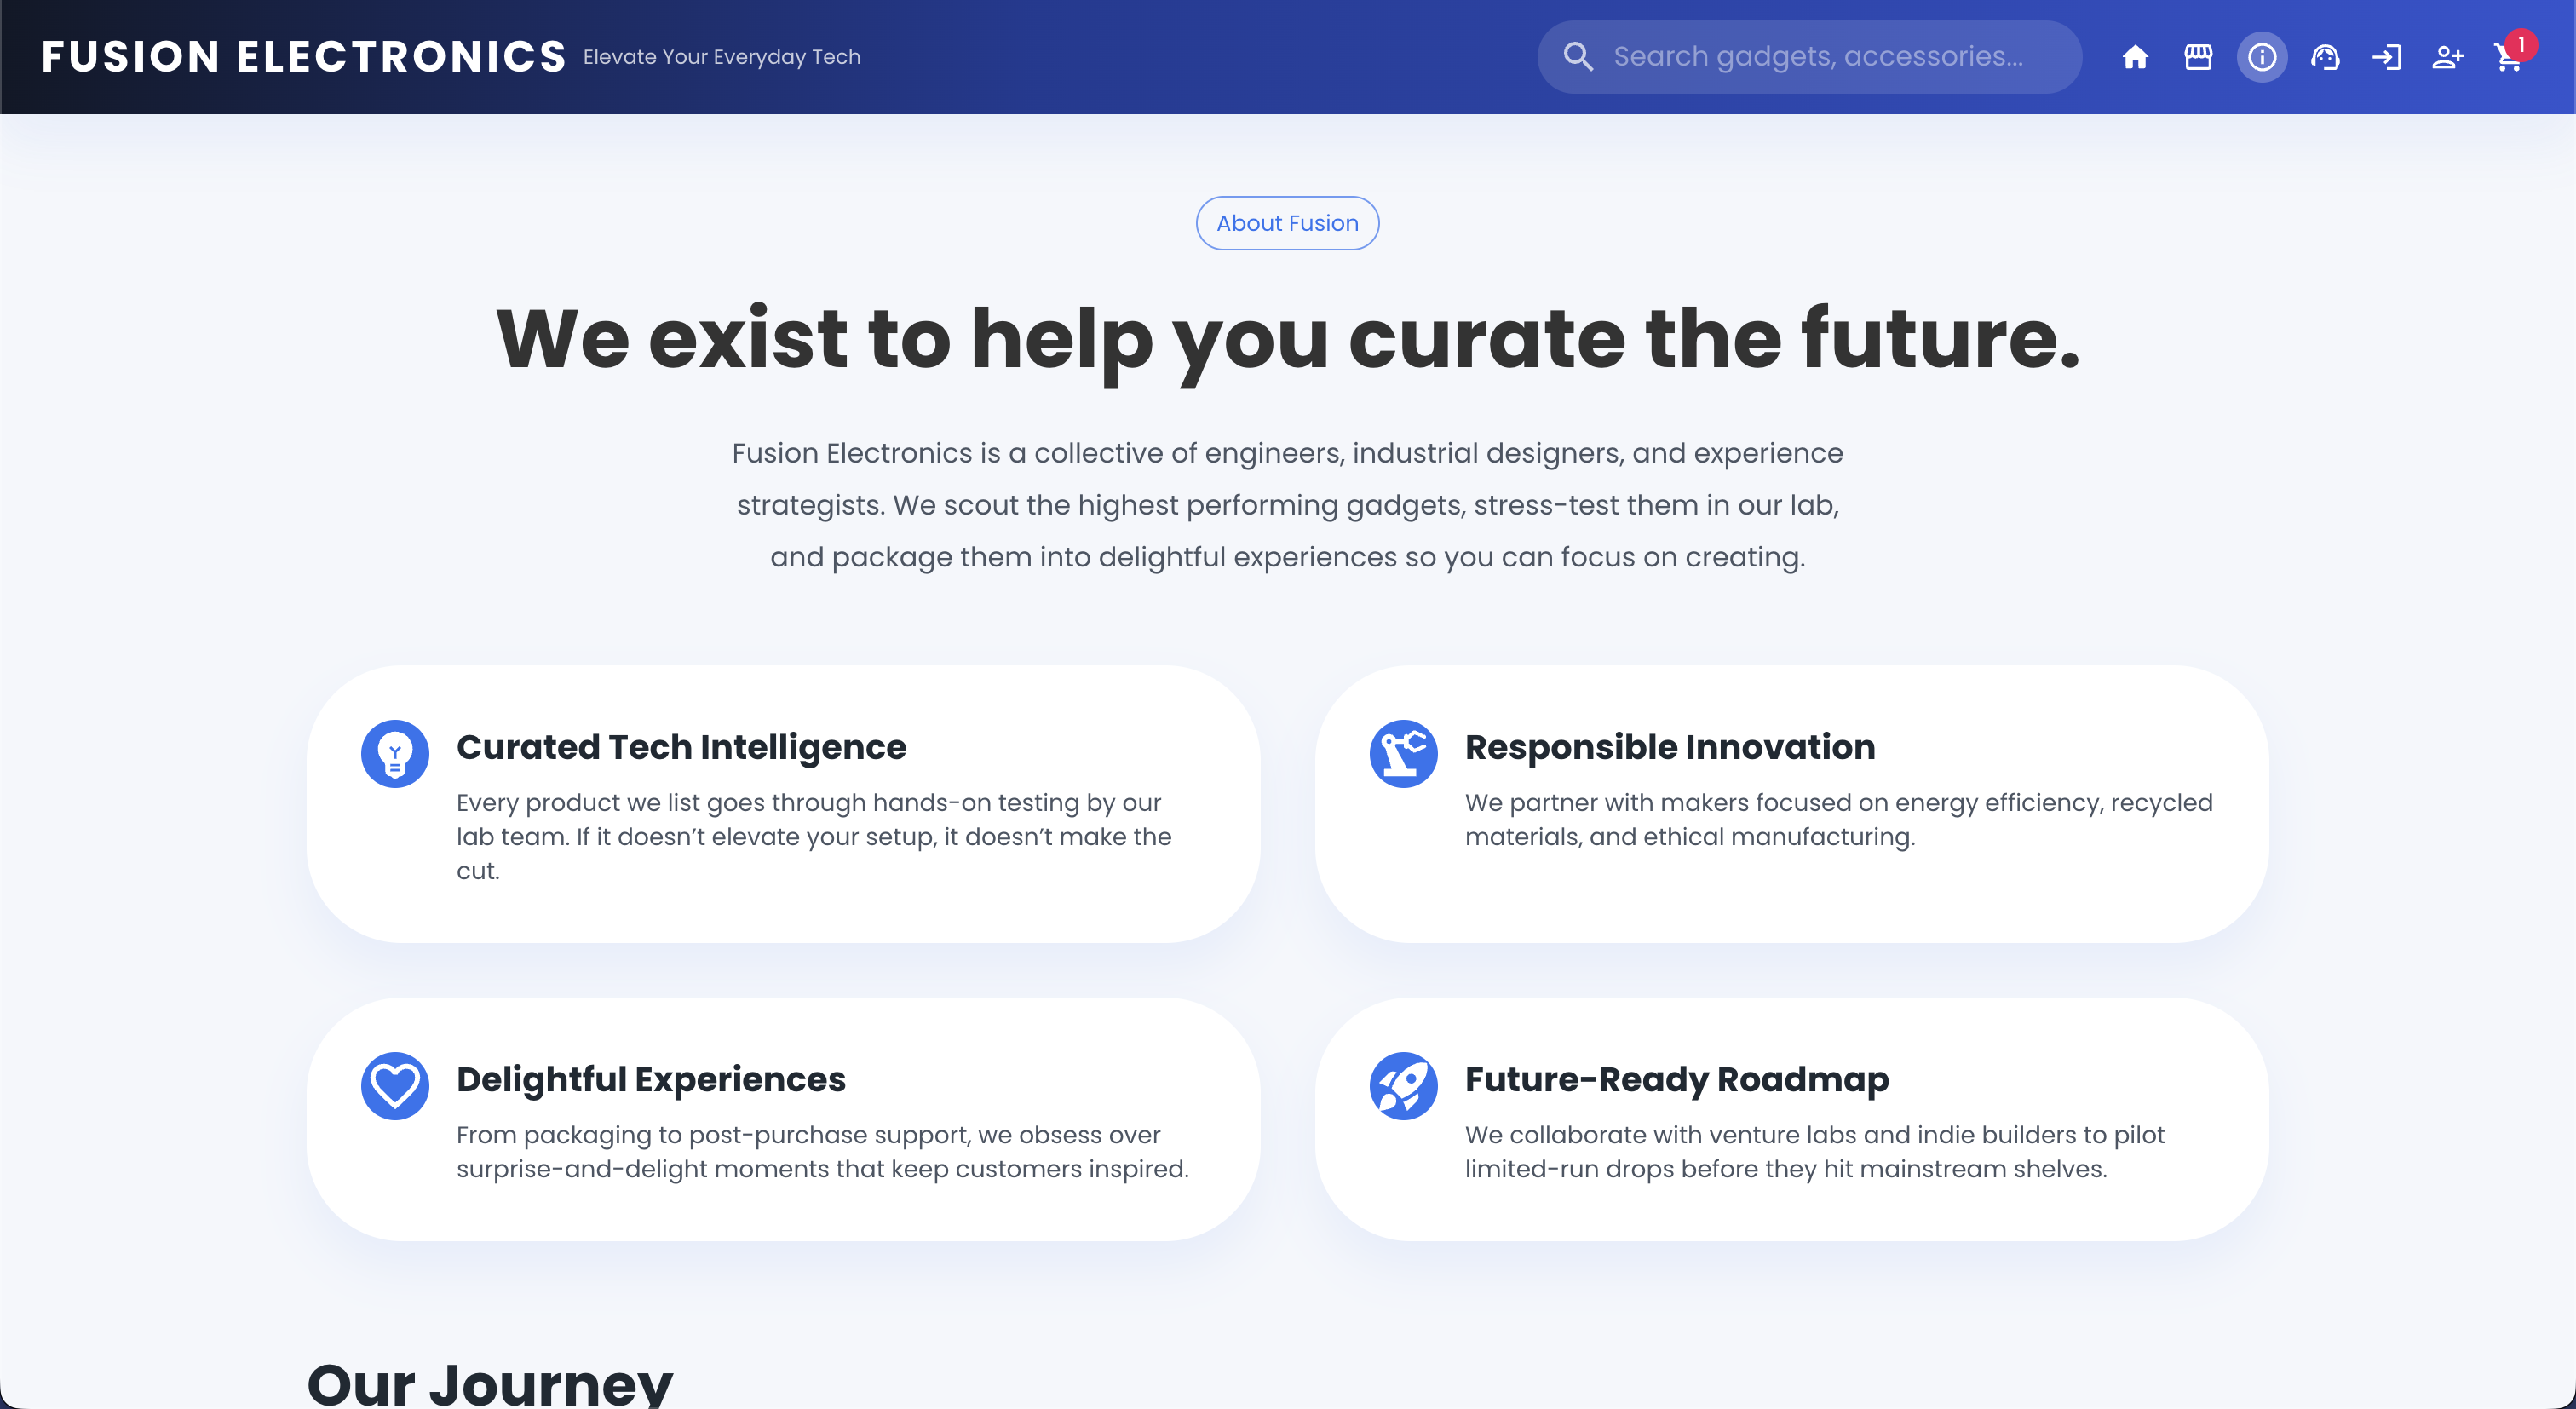 FUSION ELECTRONICS Elevate Your Everyday Tech
Search gadgets, accessories...
1
About Fusion
We exist to help you curate the future.
Fusion Electronics is a collective of engineers, industrial designers, and experience
strategists. We scout the highest performing gadgets, stress-test them in our lab,
and package them into delightful experiences so you can focus on creating.
Curated Tech Intelligence
Every product we list goes through hands-on testing by our
lab team. If it doesn’t elevate your setup, it doesn’t make the
cut.
Responsible Innovation
We partner with makers focused on energy efficiency, recycled
materials, and ethical manufacturing.
Delightful Experiences
From packaging to post-purchase support, we obsess over
surprise-and-delight moments that keep customers inspired.
Future-Ready Roadmap
We collaborate with venture labs and indie builders to pilot
limited-run drops before they hit mainstream shelves.
Our Journey